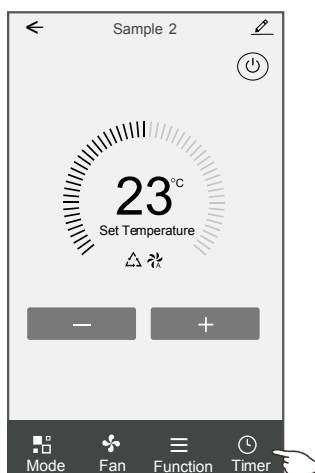 Sample 2
23°C
Set Temperature
A
Mode Fan Function Timer